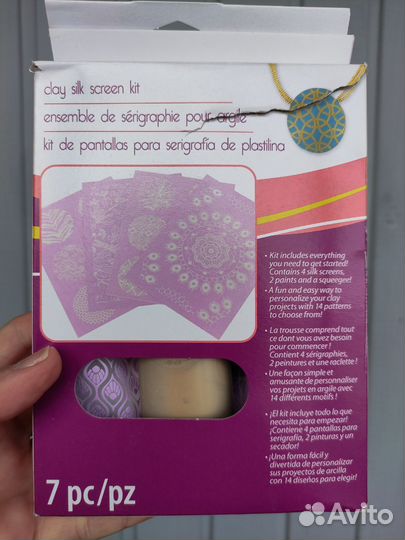 clay silk screen kit
ensemble de sérigraphie pour argile
kit de pantallas para serigrafía de plastilina
• Kit includes everything
you need to get started!
Contains 4 silk screens,
2 paints and a squeegee!
• A fun and easy way to
personalize your clay
projects with 14 patterns
to choose from!
• La trousse comprend tout
ce dont vous avez besoin
pour commencer !
Contient 4 sérigraphies,
2 peintures et une raclette !
• Une façon simple et
amusante de personnaliser
vos projets en argile avec
14 différents motifs !
• ¡El kit incluye todo lo que
necesita para empezar!
¡Contiene 4 pantallas para
serigrafía, 2 pinturas y un
secador!
• ¡Una forma fácil y
divertida de personalizar
sus proyectos de arcilla
con 14 diseños para elegir!
7 pc/pz
Avito